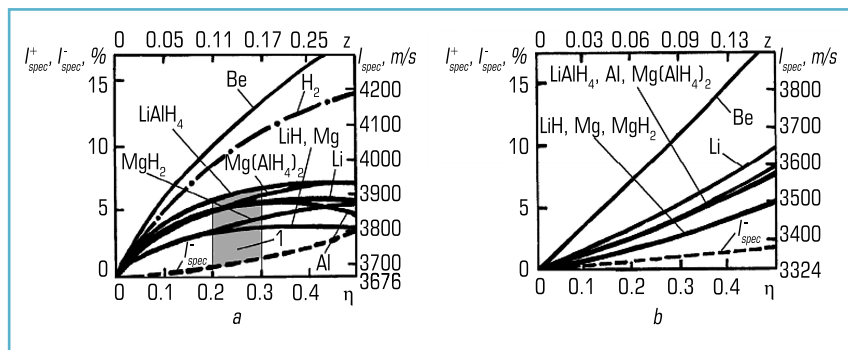 0 0.05 0.11 0.17 0.25 z
I⁺spec, I⁻spec, %
Ispec, m/s
15
10
5
0
4200
4100
4000
3900
3800
3700
3676
Be
H₂
LiAlH₄
LiH, Mg
MgH₂
Mg(AlH₄)₂
Li
1
I⁻spec
Al
0 0.1 0.2 0.3 0.4 η
a
0 0.03 0.06 0.09 0.13 z
I⁺spec, I⁻spec, %
Ispec, m/s
15
10
5
0
3800
3700
3600
3500
3400
3324
LiAlH₄, Al, Mg(AlH₄)₂
Be
LiH, Mg, MgH₂
Li
I⁻spec
0 0.1 0.2 0.3 0.4 η
b